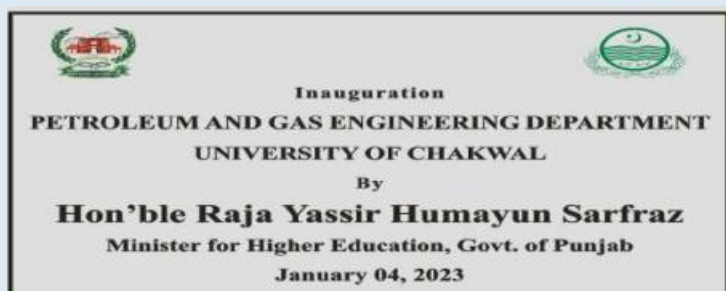 Inauguration
PETROLEUM AND GAS ENGINEERING DEPARTMENT
UNIVERSITY OF CHAKWAL
By
Hon'ble Raja Yassir Humayun Sarfraz
Minister for Higher Education, Govt. of Punjab
January 04, 2023